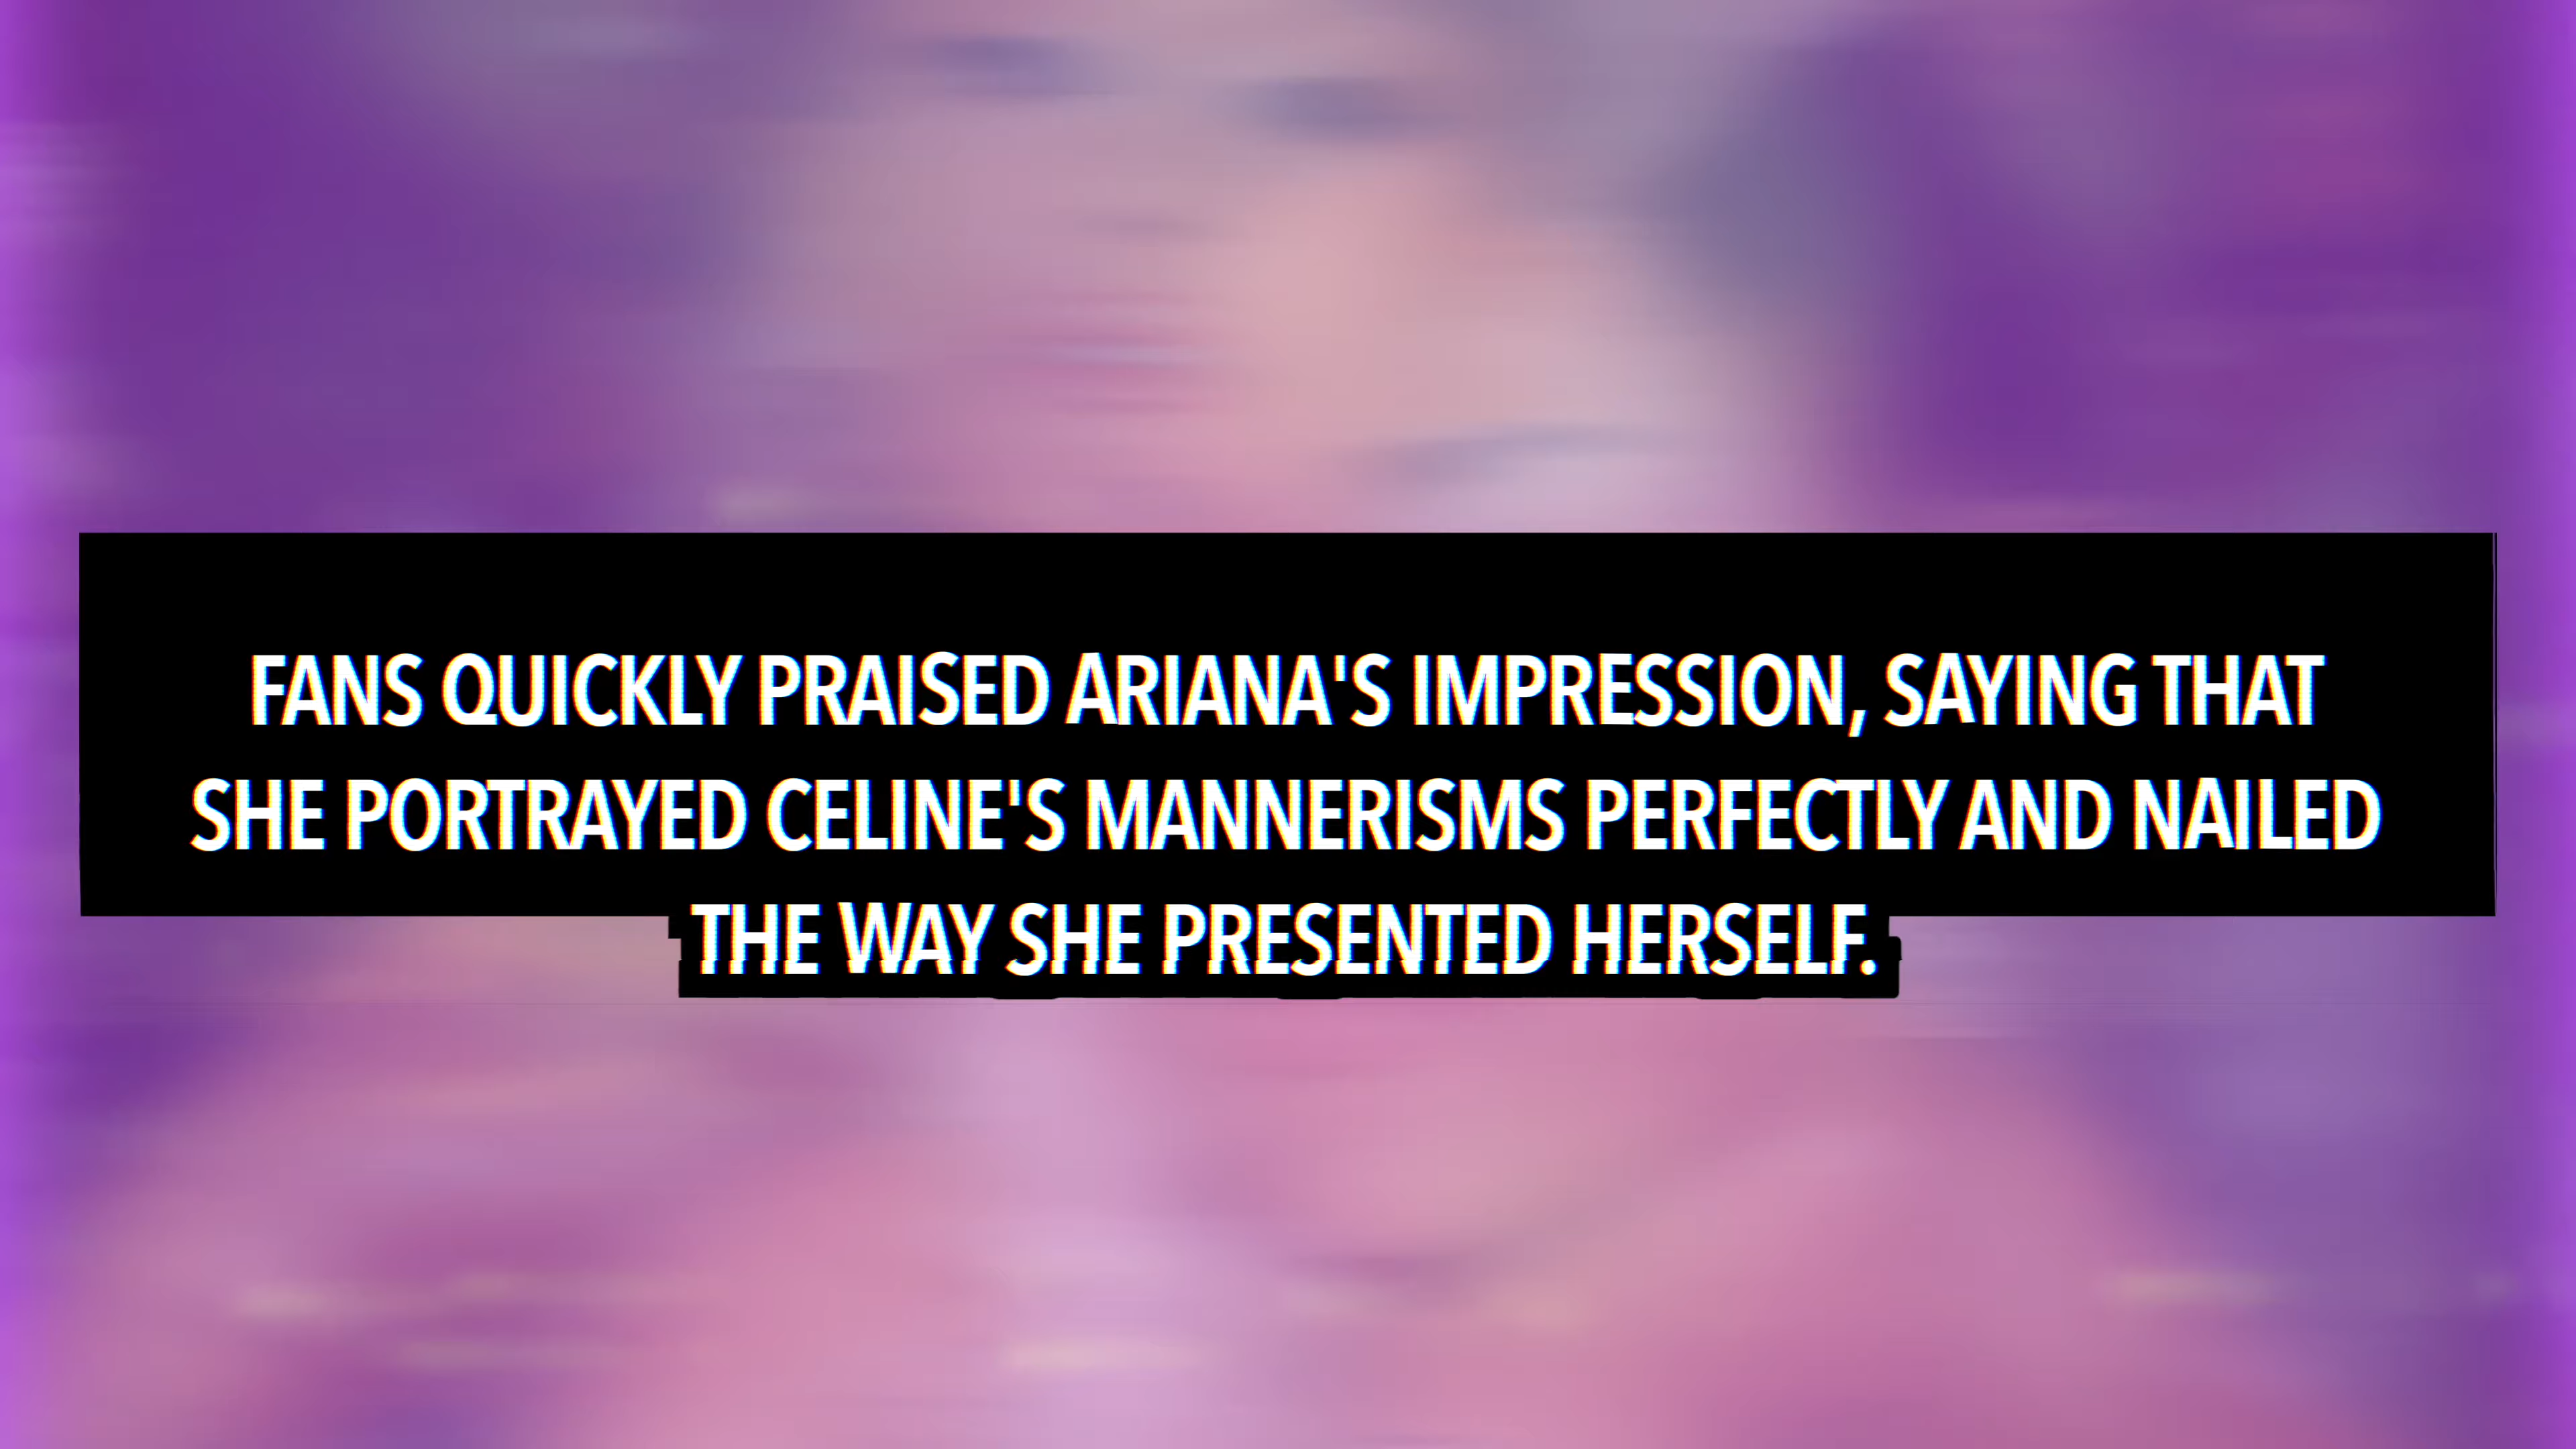 FANS QUICKLY PRAISED ARIANA'S IMPRESSION, SAYING THAT
SHE PORTRAYED CELINE'S MANNERISMS PERFECTLY AND NAILED
THE WAY SHE PRESENTED HERSELF.